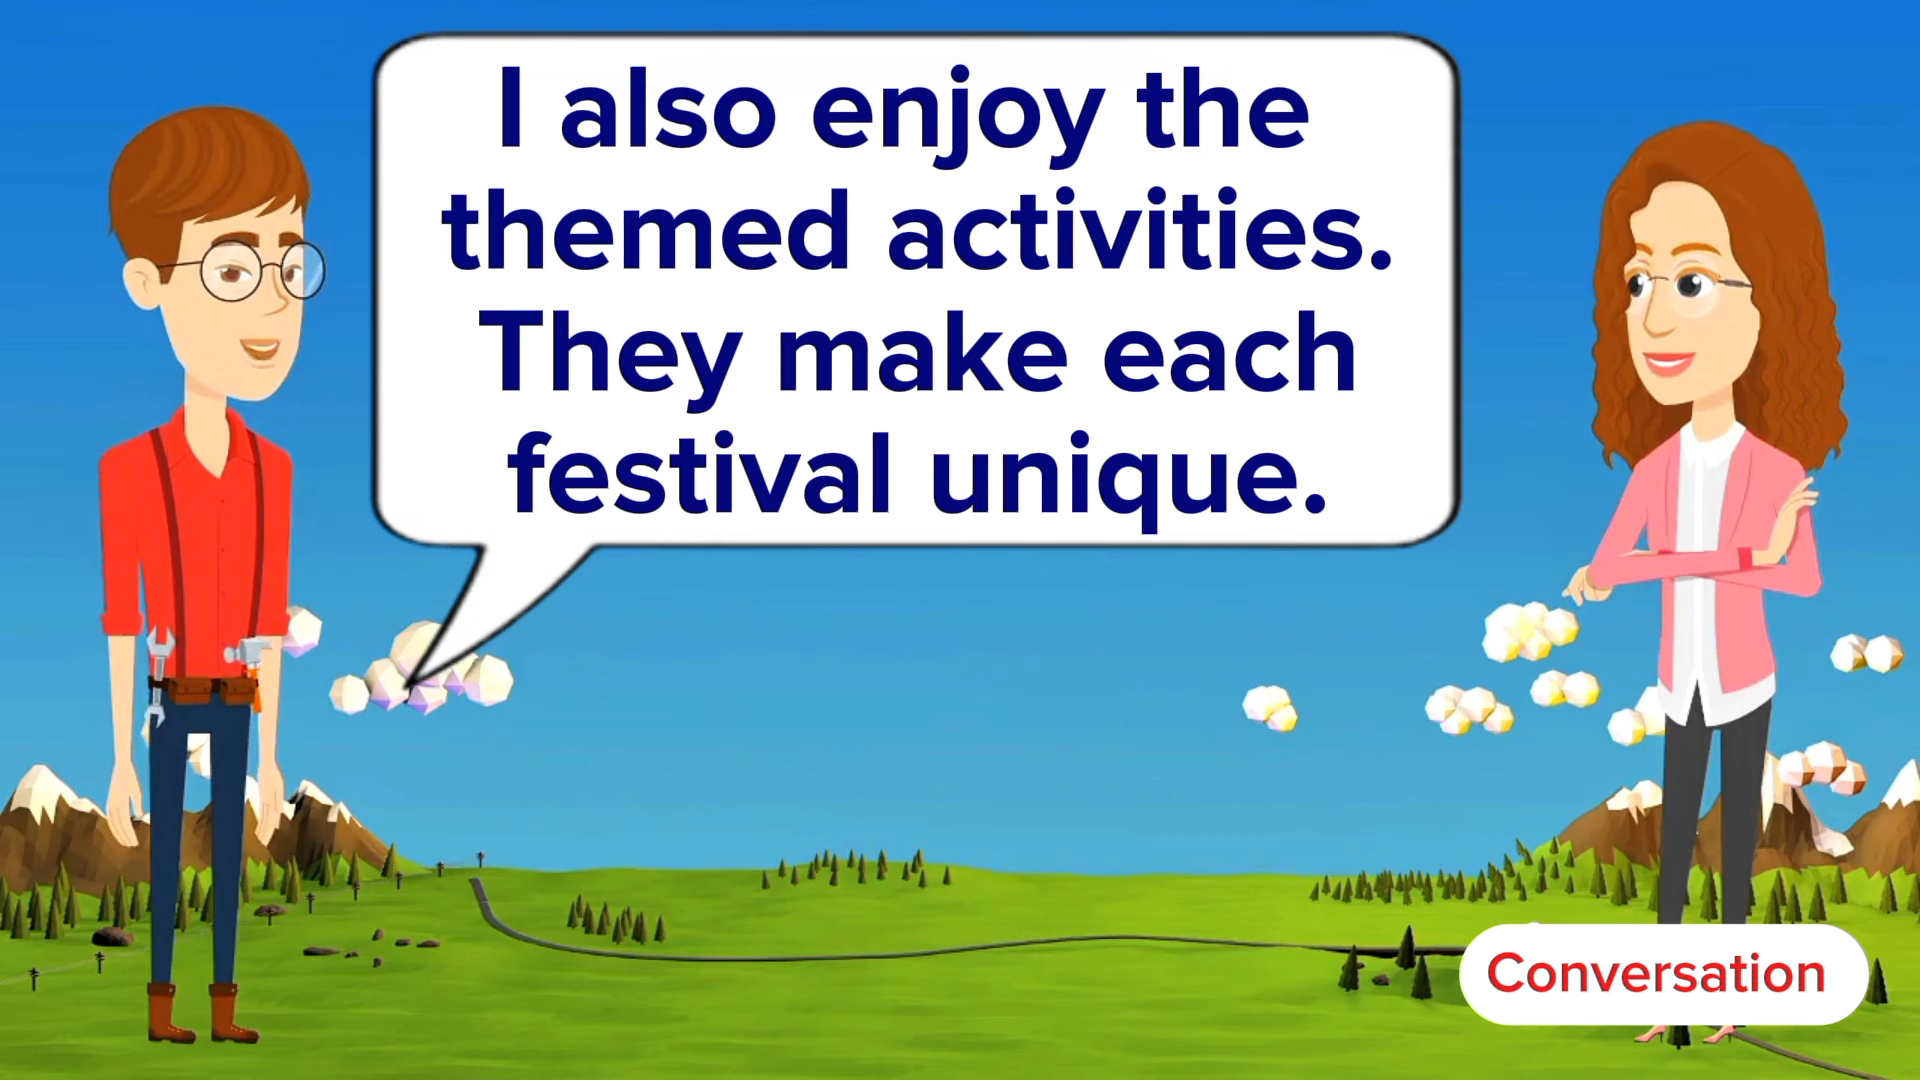 I also enjoy the
themed activities.
They make each
festival unique.
Conversation